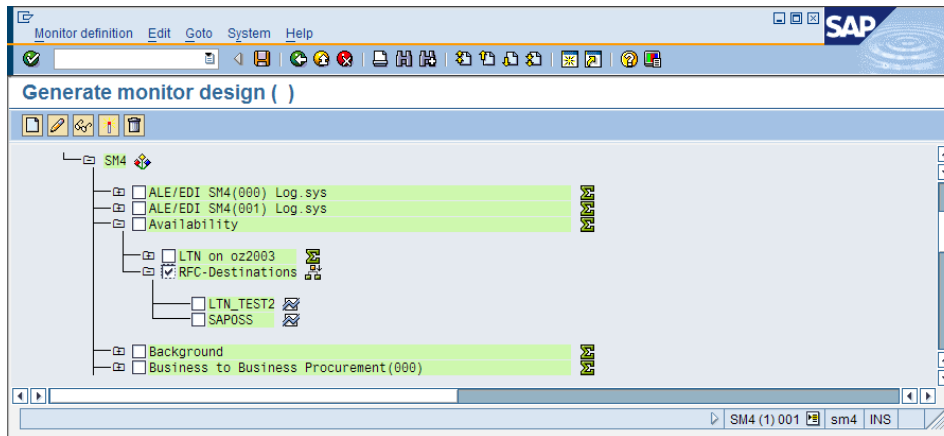 SAP
Monitor definition Edit Goto System Help
Generate monitor design ( )
SM4
ALE/EDI SM4(000) Log.sys
ALE/EDI SM4(001) Log.sys
Availability
LTN on oz2003
RFC-Destinations
LTN_TEST2
SAPOSS
Background
Business to Business Procurement(000)
SM4 (1) 001 sm4 INS